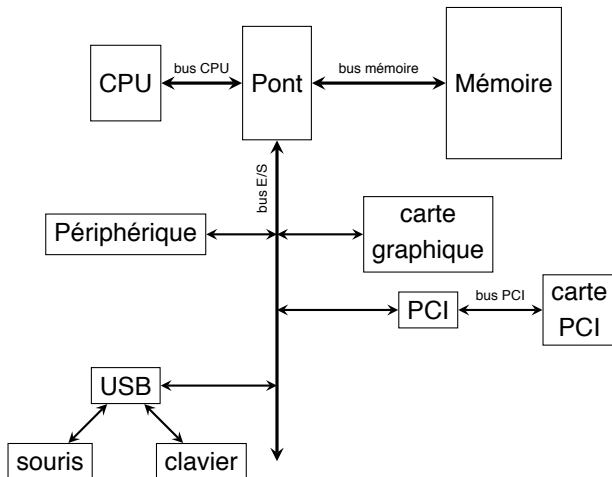 bus CPU
bus mémoire
CPU
Pont
Mémoire
bus E/S
Périphérique
carte
graphique
bus PCI
carte
PCI
PCI
USB
souris
clavier